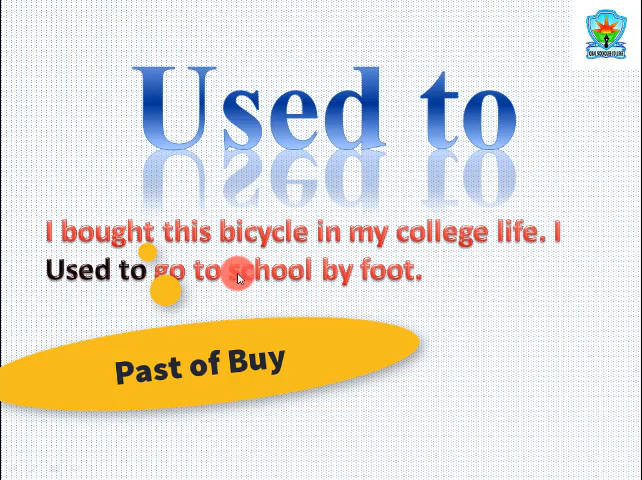 Used to
I bought this bicycle in my college life. I
Used to go to school by foot.
Past of Buy